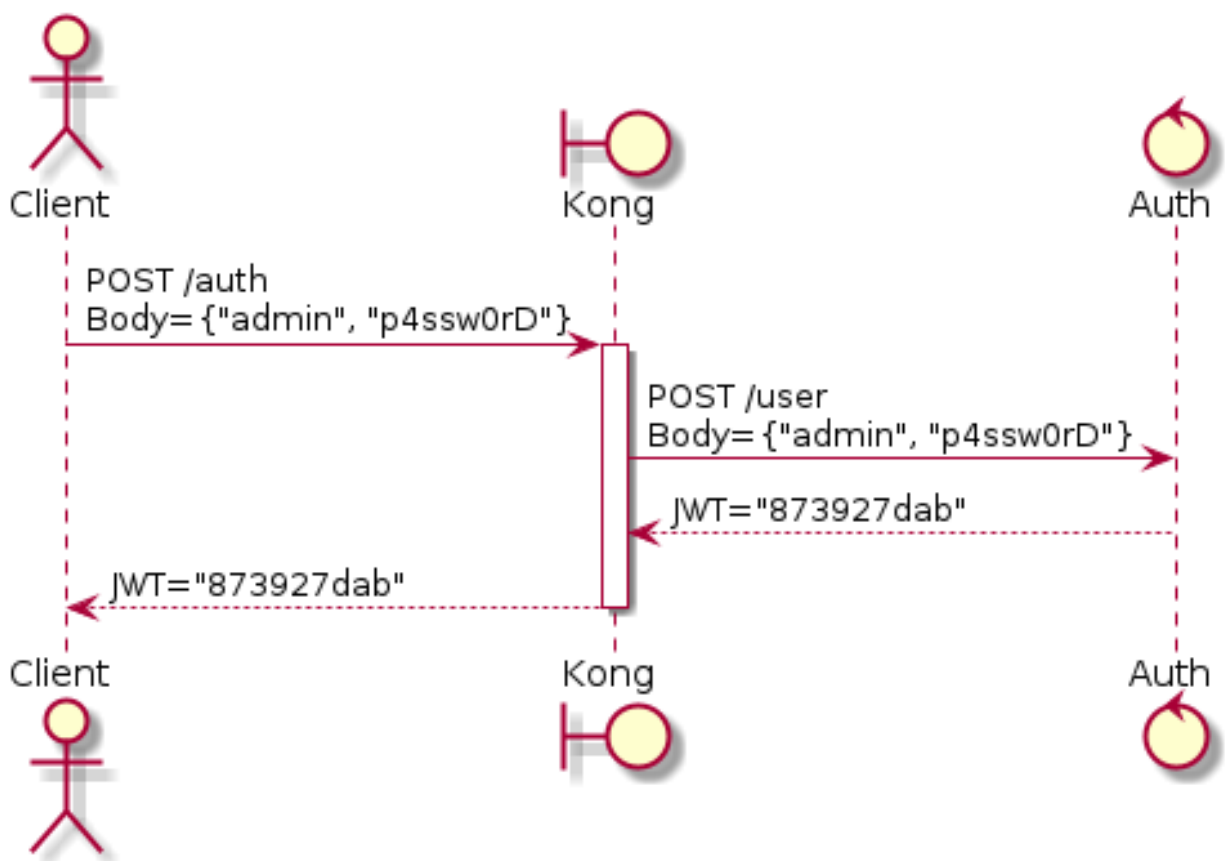 Client
Kong
Auth
POST /auth
Body={"admin", "p4ssw0rD"}
POST /user
Body={"admin", "p4ssw0rD"}
JWT="873927dab"
JWT="873927dab"
Client
Kong
Auth